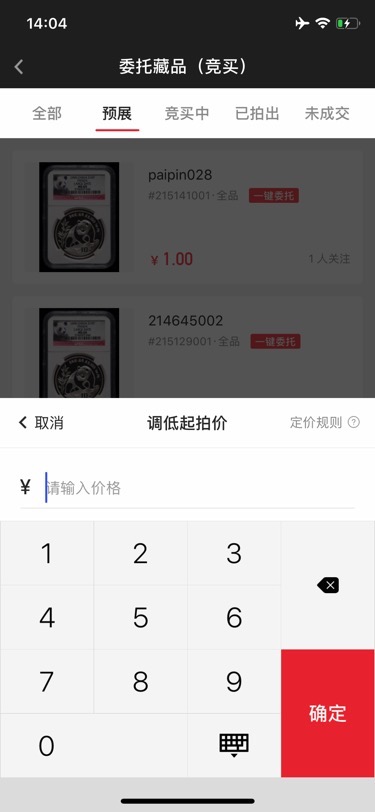 14:04
委托藏品（竞买）
全部 预展 竞买中 已拍出 未成交
paipin028
#215141001·全品 一键委托
¥ 1.00 1人关注
214645002
#215129001·全品 一键委托
取消 调低起拍价 定价规则 ?
¥ 请输入价格
1 2 3
4 5 6
7 8 9
确定
0